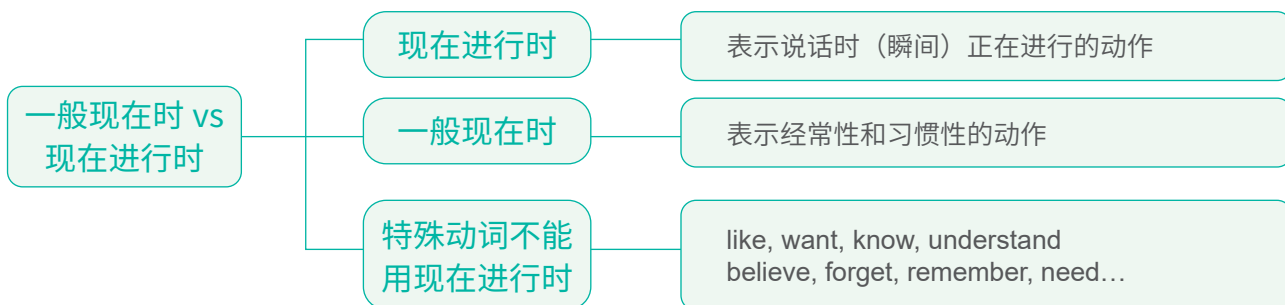 一般现在时 vs
现在进行时
现在进行时
表示说话时（瞬间）正在进行的动作
一般现在时
表示经常性和习惯性的动作
特殊动词不能
用现在进行时
like, want, know, understand
believe, forget, remember, need…